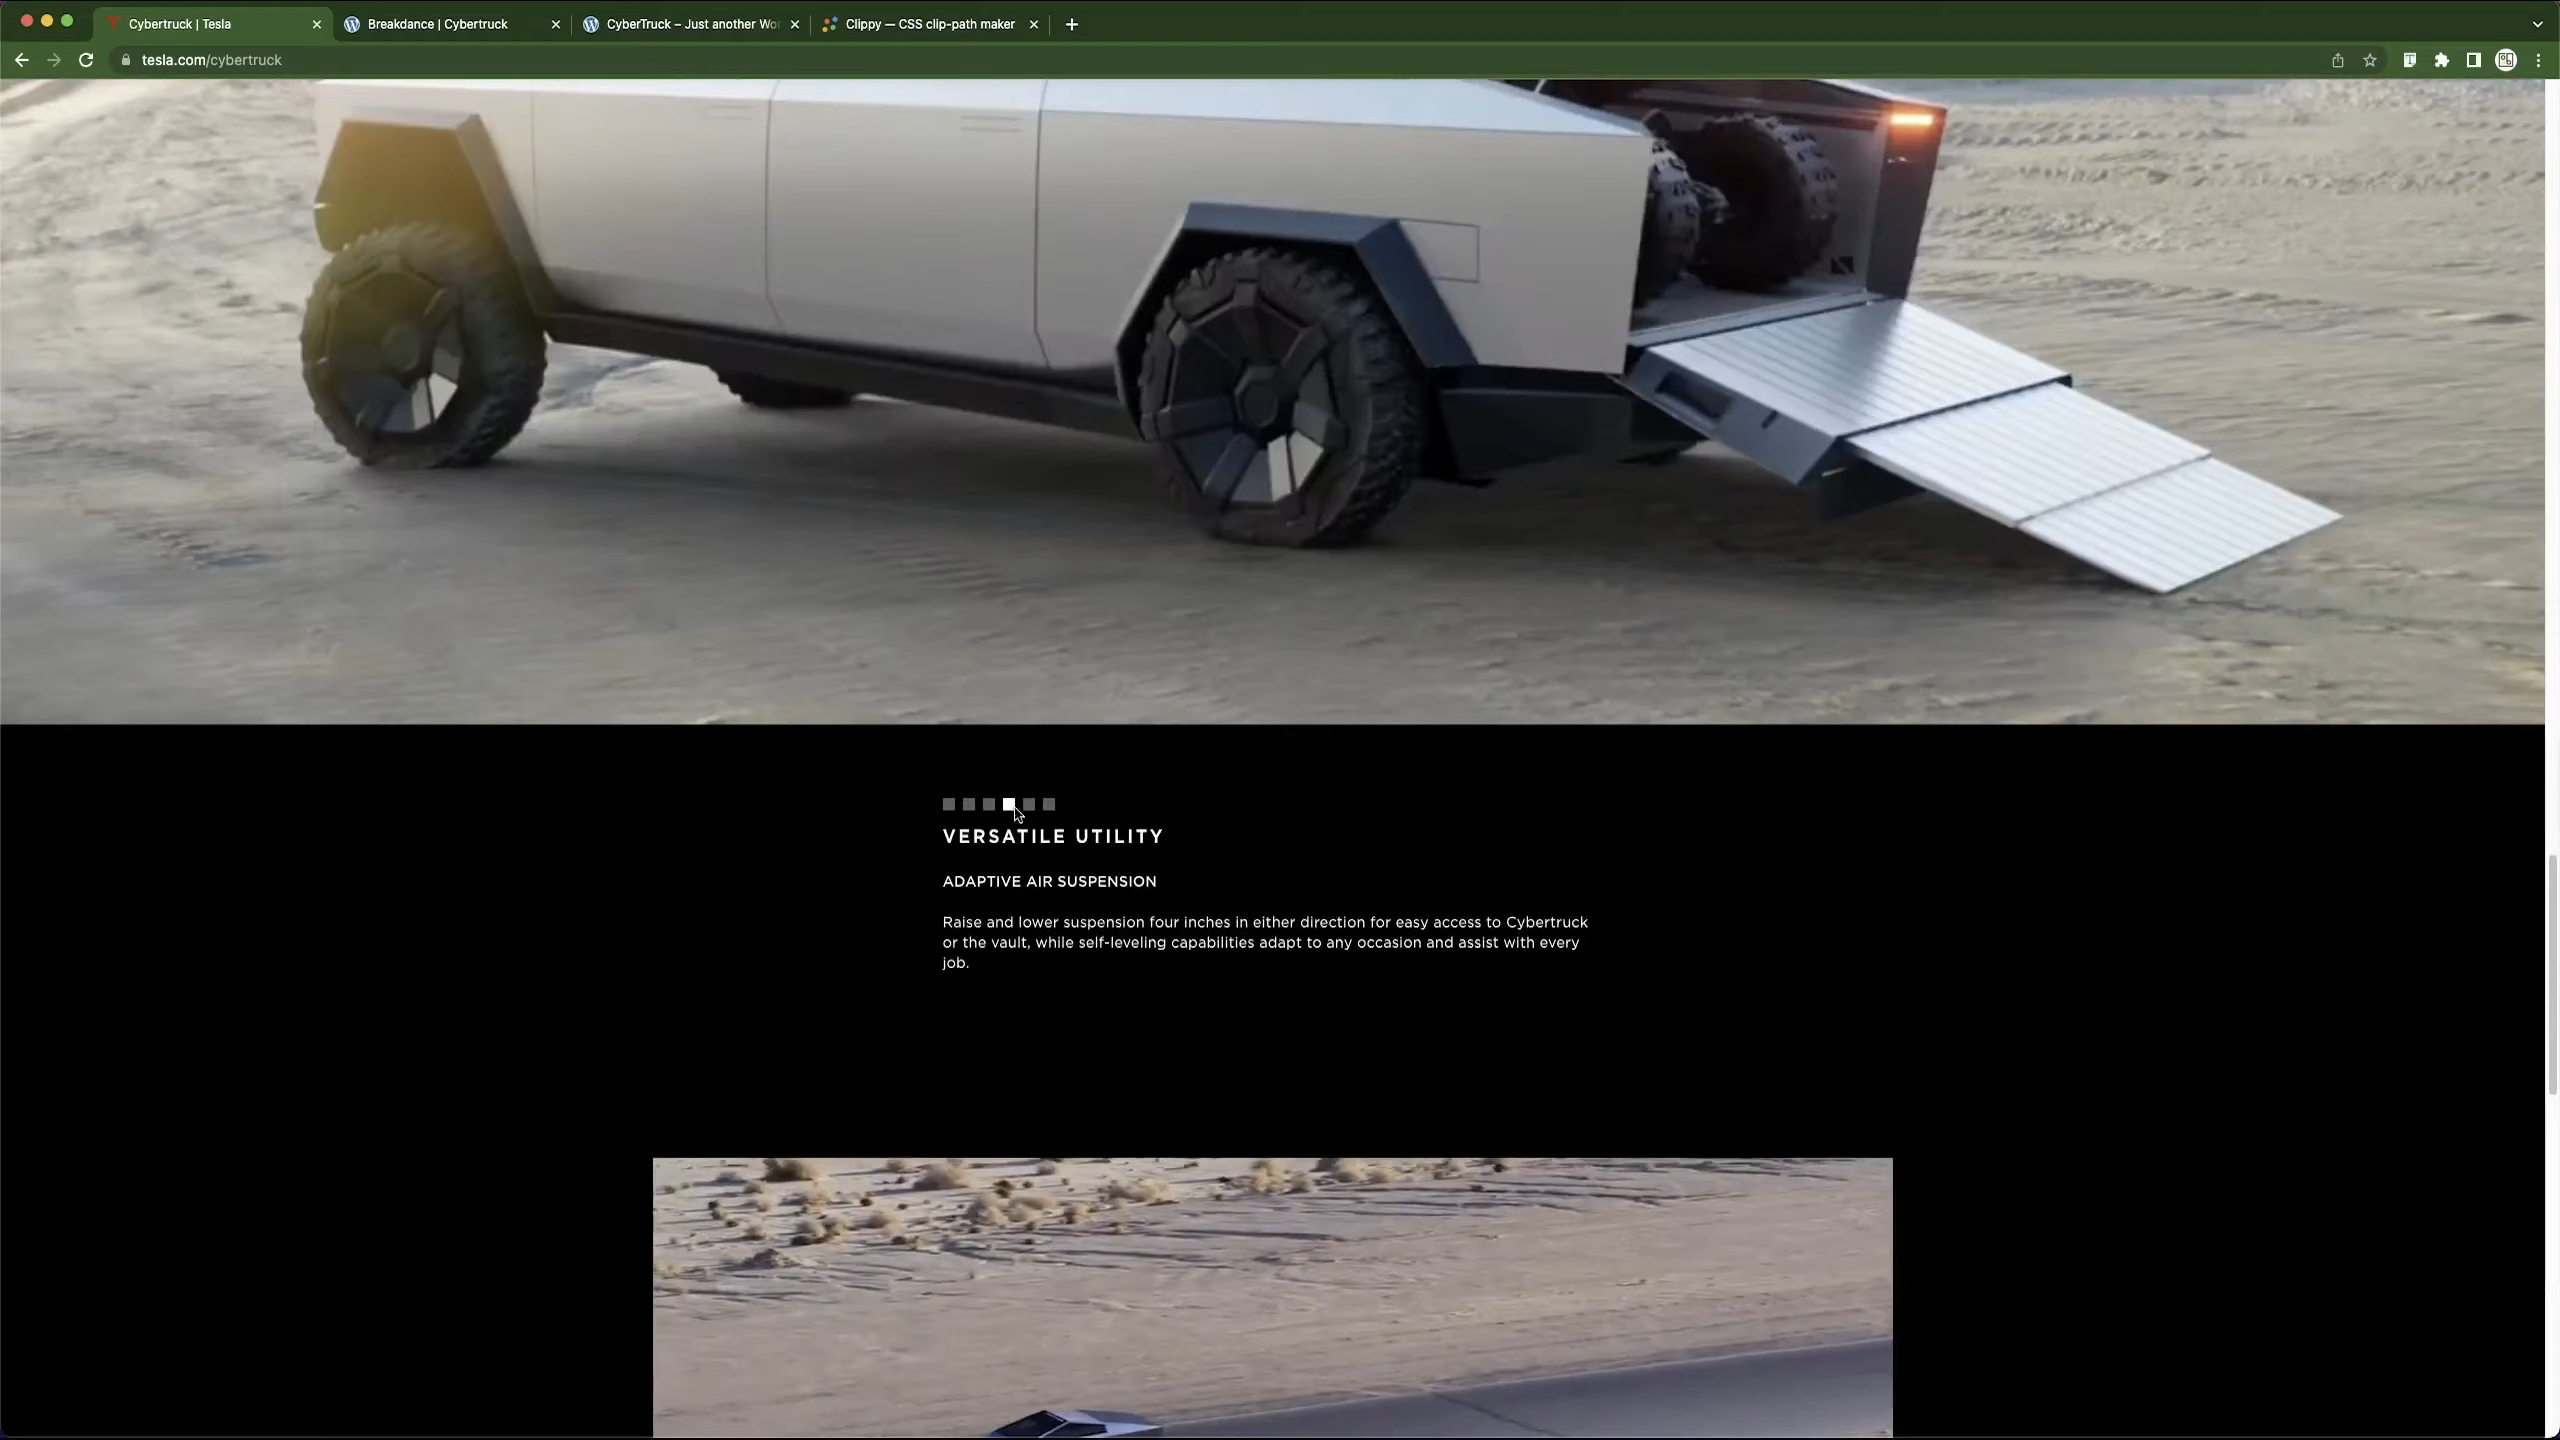 Cybertruck | Tesla
Breakdance | Cybertruck
CyberTruck – Just another Wo
Clippy — CSS clip-path maker
tesla.com/cybertruck
VERSATILE UTILITY
ADAPTIVE AIR SUSPENSION
Raise and lower suspension four inches in either direction for easy access to Cybertruck
or the vault, while self-leveling capabilities adapt to any occasion and assist with every
job.